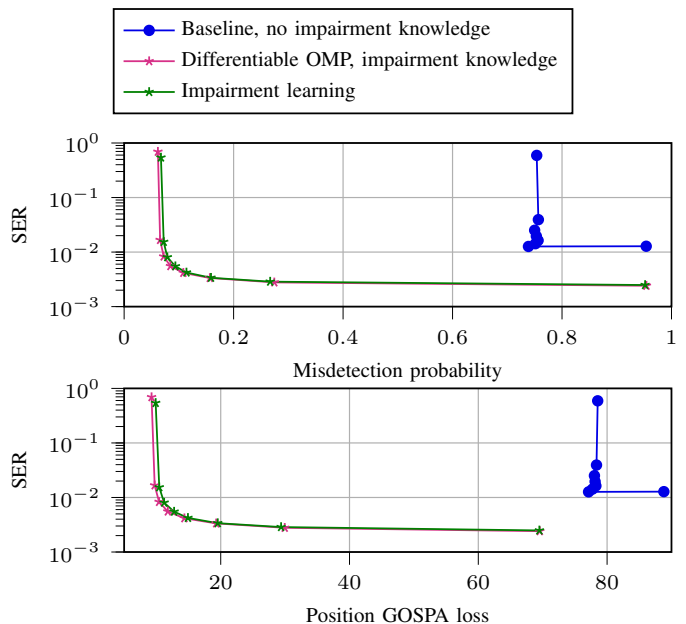 Baseline, no impairment knowledge
Differentiable OMP, impairment knowledge
Impairment learning
10^0
10^-1
10^-2
10^-3
SER
0 0.2 0.4 0.6 0.8 1
Misdetection probability
10^0
10^-1
10^-2
10^-3
SER
20 40 60 80
Position GOSPA loss